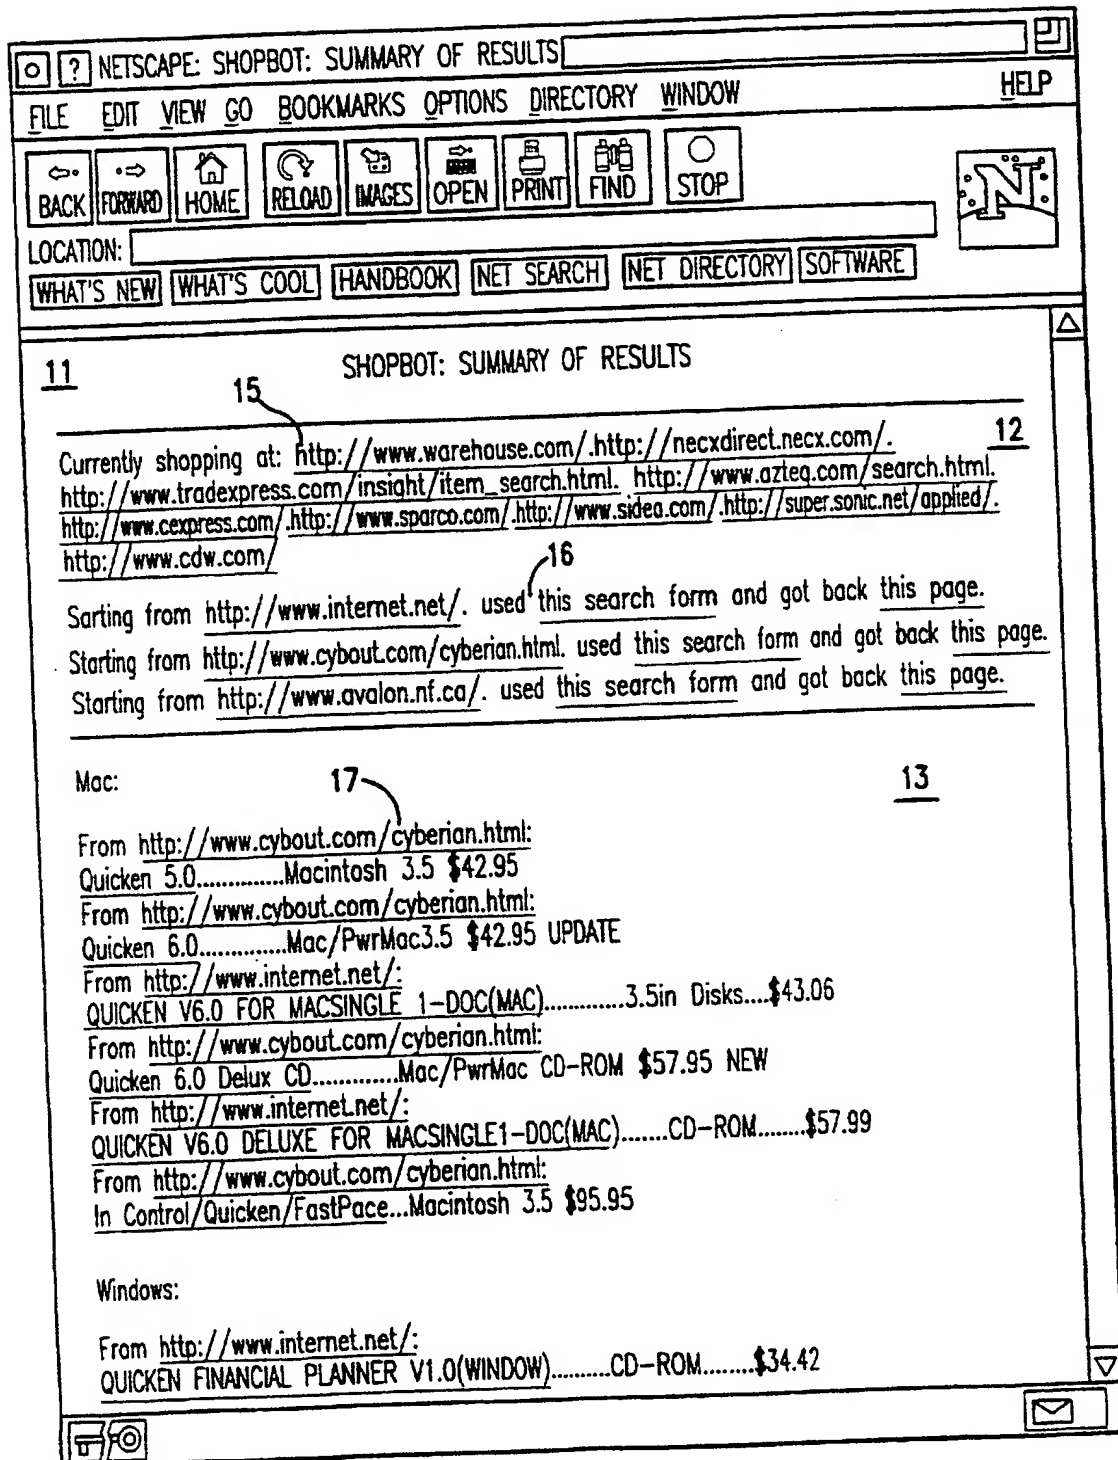 NETSCAPE: SHOPBOT: SUMMARY OF RESULTS
FILE EDIT VIEW GO BOOKMARKS OPTIONS DIRECTORY WINDOW HELP
BACK FORWARD HOME RELOAD IMAGES OPEN PRINT FIND STOP
N
LOCATION:
WHAT'S NEW WHAT'S COOL HANDBOOK NET SEARCH NET DIRECTORY SOFTWARE
11 SHOPBOT: SUMMARY OF RESULTS
15
Currently shopping at: http://www.warehouse.com/.http://necxdirect.necx.com/. 12
http://www.tradexpress.com/insight/item_search.html. http://www.azteq.com/search.html.
http://www.cexpress.com/.http://www.sparco.com/.http://www.sidea.com/.http://super.sonic.net/applied/.
http://www.cdw.com/
16
Sarting from http://www.internet.net/. used this search form and got back this page.
Starting from http://www.cybout.com/cyberian.html. used this search form and got back this page.
Starting from http://www.avalon.nf.ca/. used this search form and got back this page.
Mac: 17 13
From http://www.cybout.com/cyberian.html:
Quicken 5.0..............Macintosh 3.5 $42.95
From http://www.cybout.com/cyberian.html:
Quicken 6.0.............Mac/PwrMac3.5 $42.95 UPDATE
From http://www.internet.net/:
QUICKEN V6.0 FOR MACSINGLE 1-DOC(MAC)............3.5in Disks....$43.06
From http://www.cybout.com/cyberian.html:
Quicken 6.0 Delux CD.............Mac/PwrMac CD-ROM $57.95 NEW
From http://www.internet.net/:
QUICKEN V6.0 DELUXE FOR MACSINGLE1-DOC(MAC).......CD-ROM........$57.99
From http://www.cybout.com/cyberian.html:
In Control/Quicken/FastPace...Macintosh 3.5 $95.95
Windows:
From http://www.internet.net/:
QUICKEN FINANCIAL PLANNER V1.0(WINDOW)..........CD-ROM........$34.42